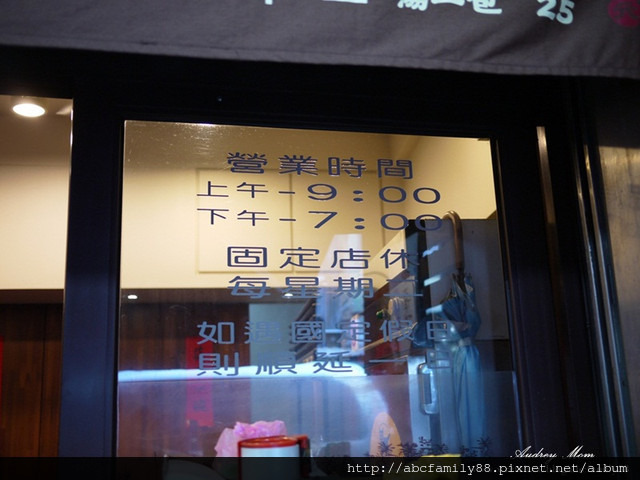 25
營業時間
上午-9:00
下午-7:00
固定店休
每星期
如遇國定假日
則順延一
Audrey Mom
http://abcfamily88.pixnet.net/album